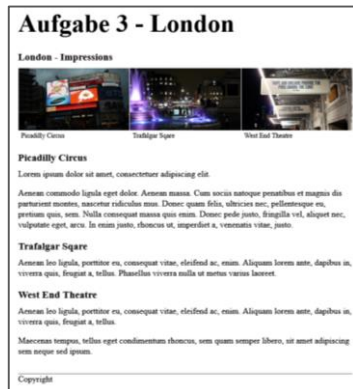 Aufgabe 3 - London
London - Impressions
Picadilly Circus
Trafalgar Sqare
West End Theatre
Picadilly Circus
Lorem ipsum dolor sit amet, consectetuer adipiscing elit.
Aenean commodo ligula eget dolor. Aenean massa. Cum sociis natoque penatibus et magnis dis
parturient montes, nascetur ridiculus mus. Donec quam felis, ultricies nec, pellentesque eu,
pretium quis, sem. Nulla consequat massa quis enim. Donec pede justo, fringilla vel, aliquet nec,
vulputate eget, arcu. In enim justo, rhoncus ut, imperdiet a, venenatis vitae, justo.
Trafalgar Sqare
Aenean leo ligula, porttitor eu, consequat vitae, eleifend ac, enim. Aliquam lorem ante, dapibus in,
viverra quis, feugiat a, tellus. Phasellus viverra nulla ut metus varius laoreet.
West End Theatre
Aenean leo ligula, porttitor eu, consequat vitae, eleifend ac, enim. Aliquam lorem ante, dapibus in,
viverra quis, feugiat a, tellus.
Maecenas tempus, tellus eget condimentum rhoncus, sem quam semper libero, sit amet adipiscing
sem neque sed ipsum.
Copyright